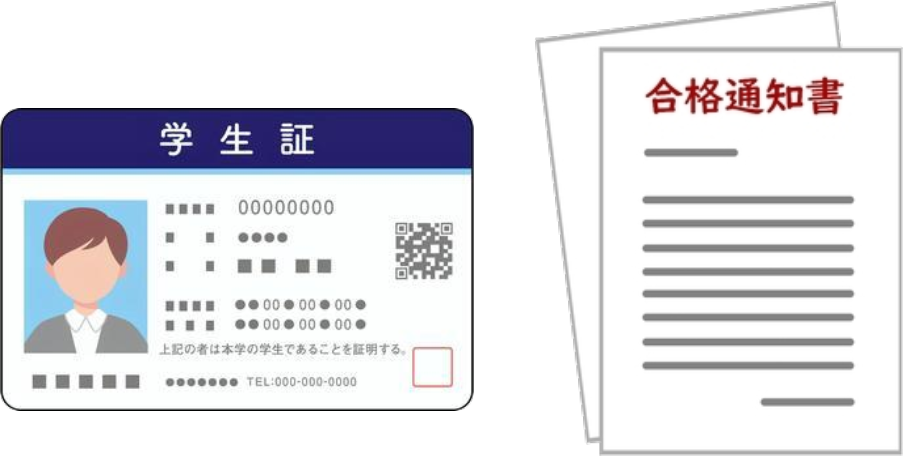 学生証
■■■■ 00000000
■ ■ ●●●●
■ ■ ■■ ■■
■■■■ ●●00●00●00●
■■■ ●●00●00●00●
上記の者は本学の学生であることを証明する。
■■■■■ ●●●●●●● TEL:000-000-0000
合格通知書